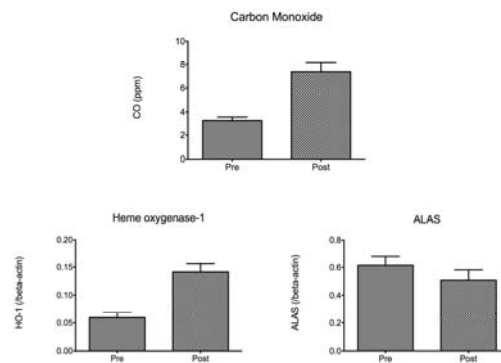 Carbon Monoxide
CO (ppm)
10
8
6
4
2
0
Pre
Post
Heme oxygenase-1
HO-1 (/beta-actin)
0.20
0.15
0.10
0.05
0.00
Pre
Post
ALAS
ALAS (/beta-actin)
0.8
0.6
0.4
0.2
0.0
Pre
Post